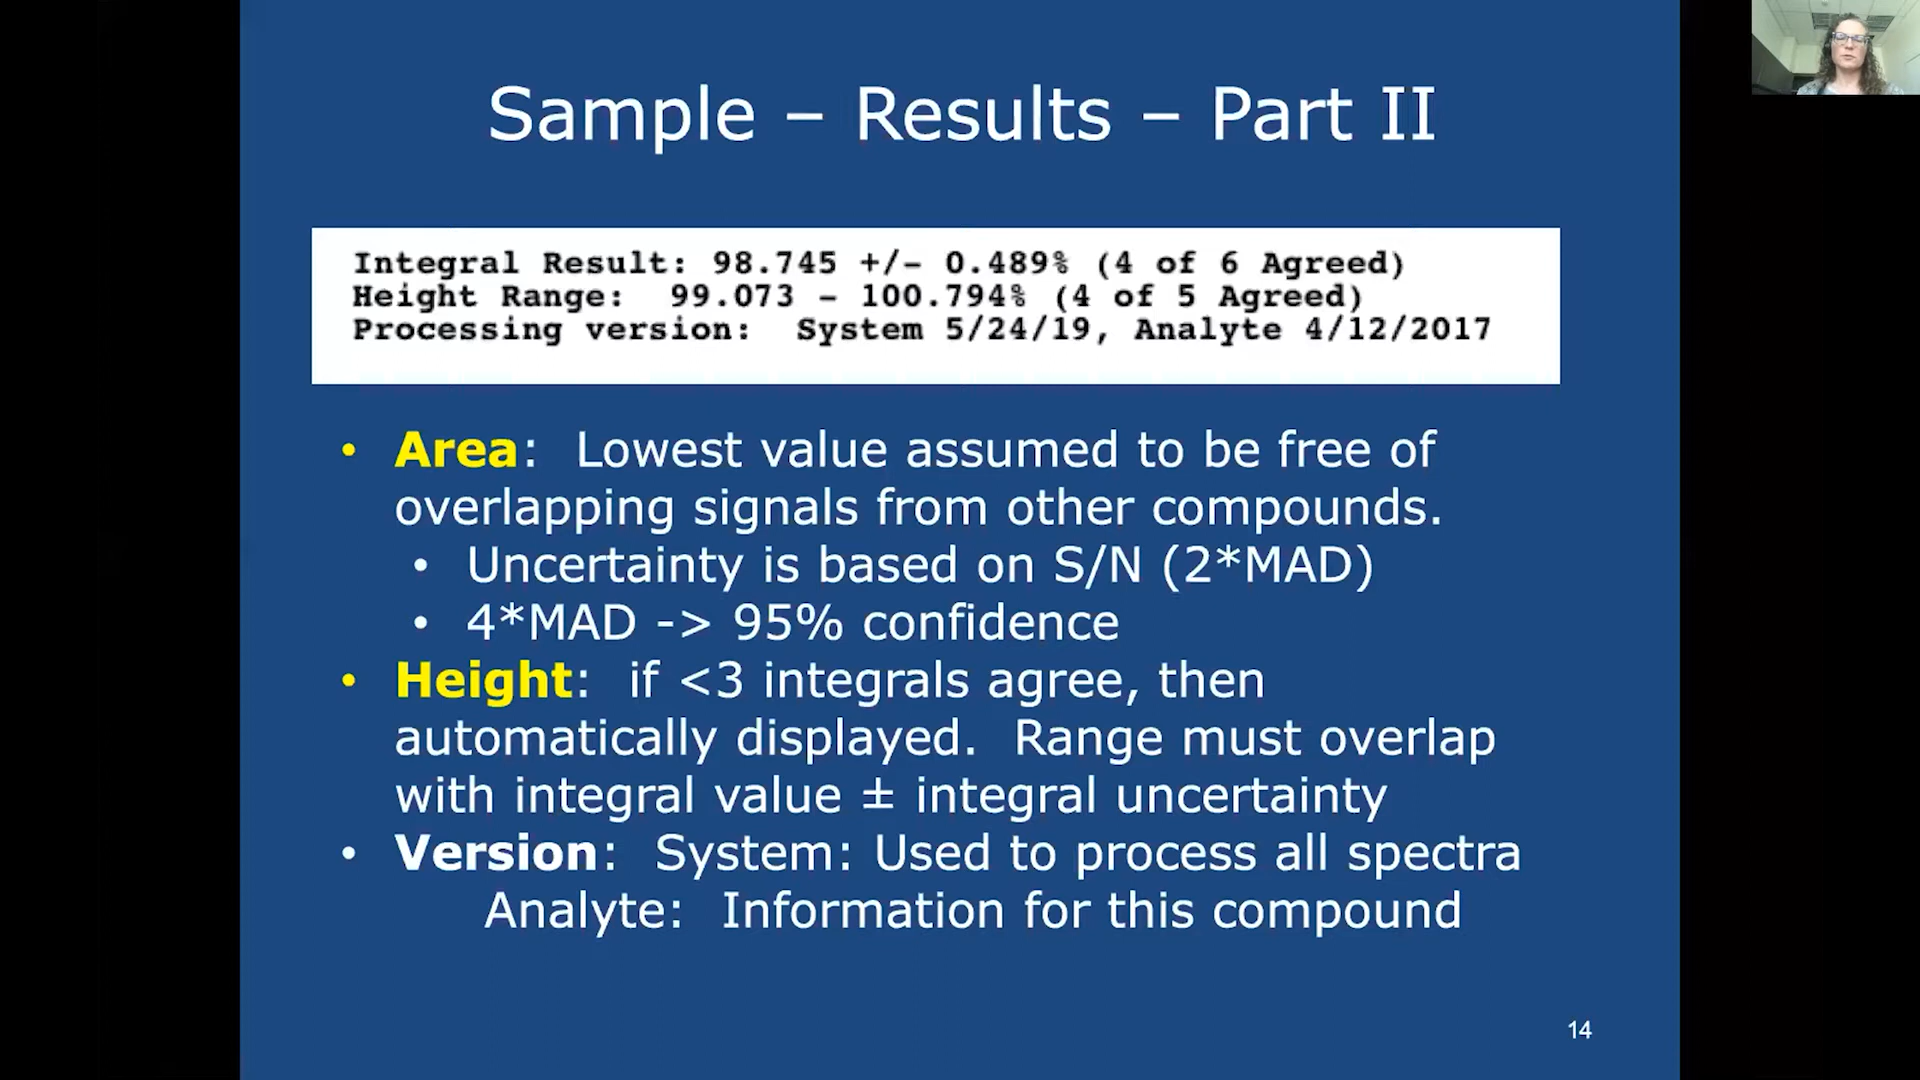 Sample – Results – Part II
Integral Result: 98.745 +/- 0.489% (4 of 6 Agreed)
Height Range: 99.073 - 100.794% (4 of 5 Agreed)
Processing version: System 5/24/19, Analyte 4/12/2017
• Area: Lowest value assumed to be free of
overlapping signals from other compounds.
• Uncertainty is based on S/N (2*MAD)
• 4*MAD -> 95% confidence
• Height: if <3 integrals agree, then
automatically displayed. Range must overlap
with integral value ± integral uncertainty
• Version: System: Used to process all spectra
Analyte: Information for this compound
14